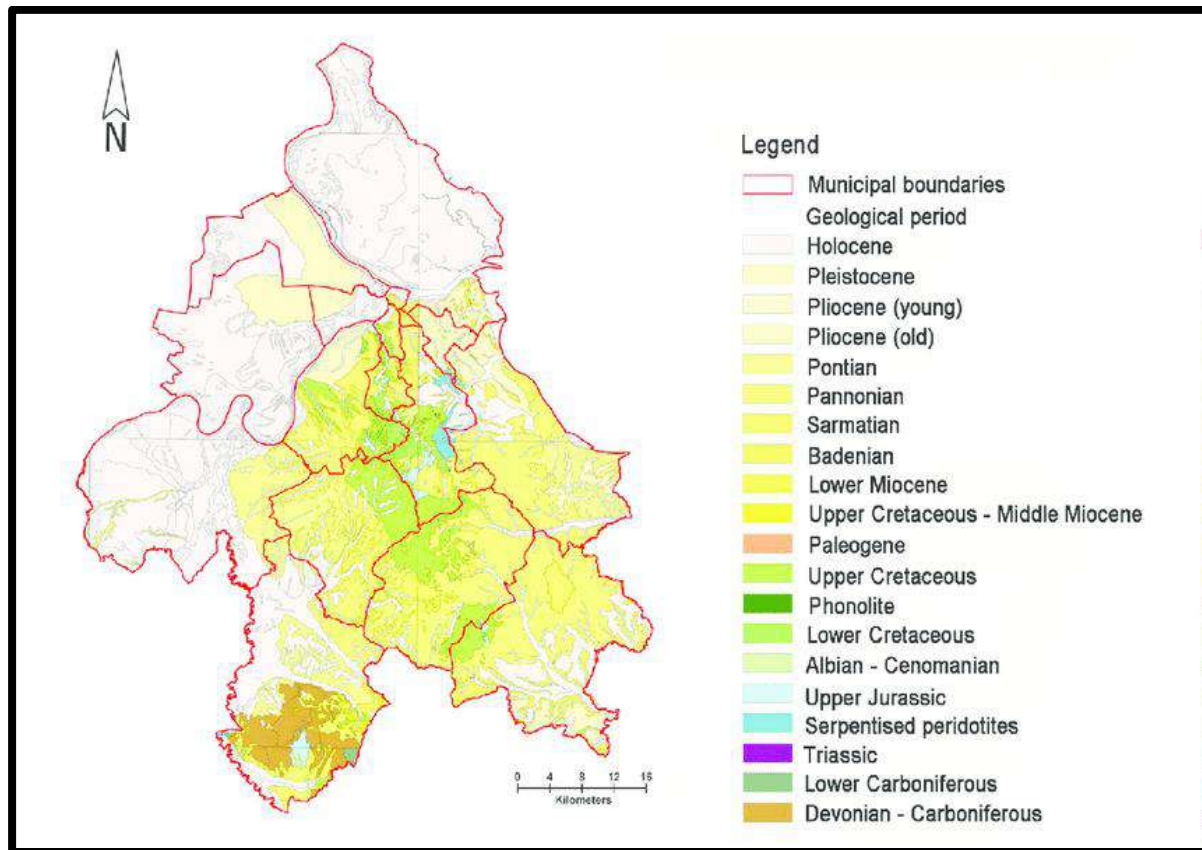 N
Legend
Municipal boundaries
Geological period
Holocene
Pleistocene
Pliocene (young)
Pliocene (old)
Pontian
Pannonian
Sarmatian
Badenian
Lower Miocene
Upper Cretaceous - Middle Miocene
Paleogene
Upper Cretaceous
Phonolite
Lower Cretaceous
Albian - Cenomanian
Upper Jurassic
Serpentised peridotites
Triassic
Lower Carboniferous
Devonian - Carboniferous
0 4 8 12 16
Kilometers